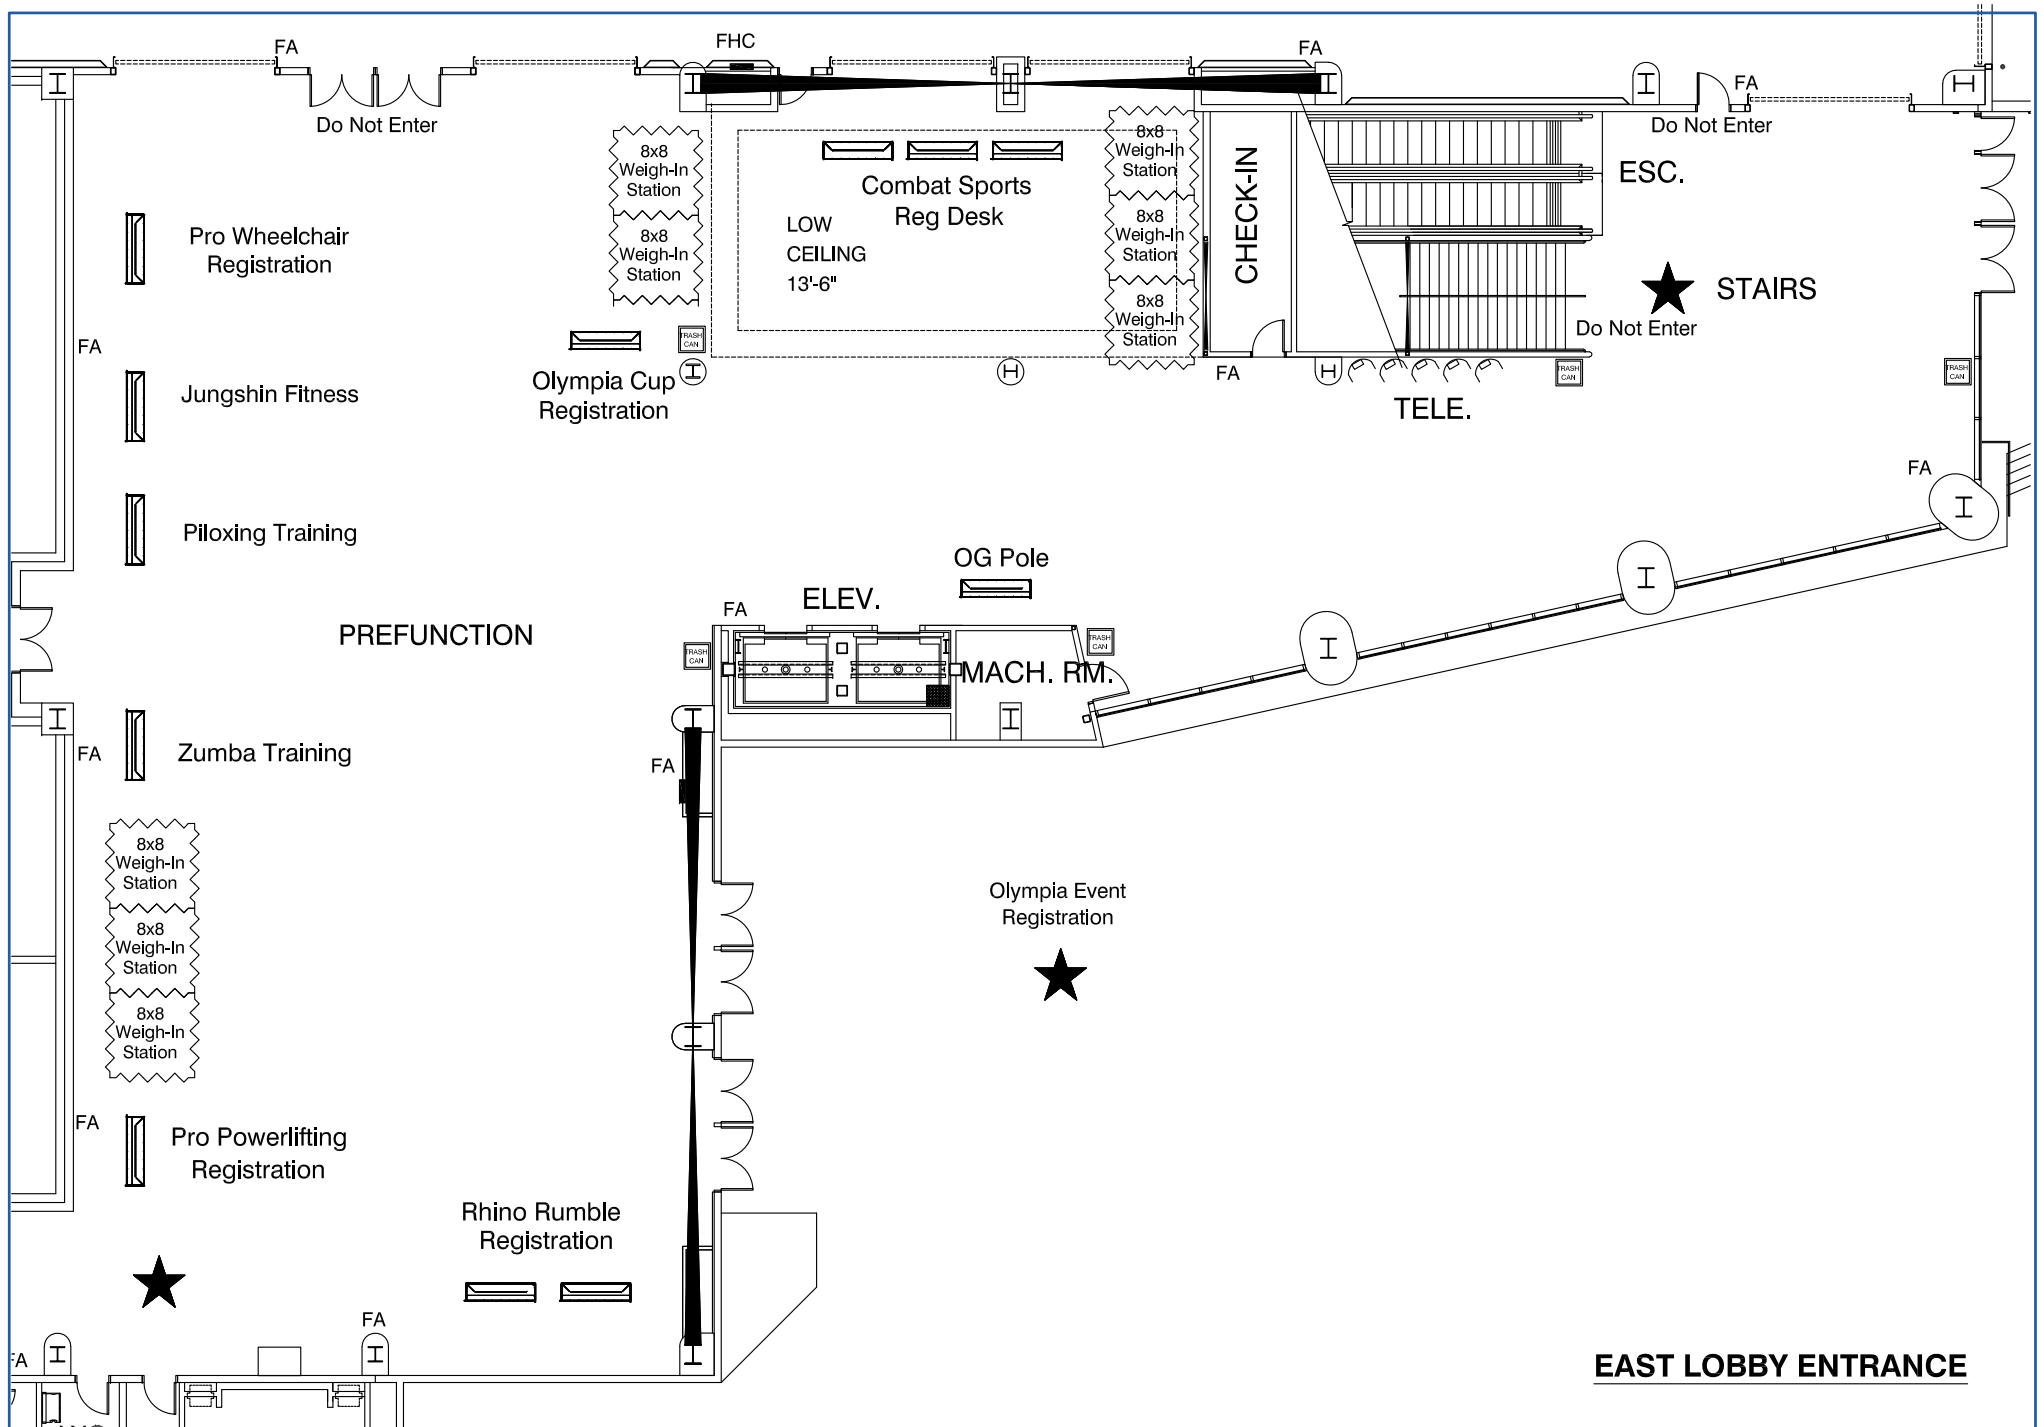 FA
FHC
FA
FA
Do Not Enter
Do Not Enter
8x8
Weigh-In
Station
8x8
Weigh-In
Station
8x8
Weigh-In
Station
8x8
Weigh-In
Station
8x8
Weigh-In
Station
Combat Sports
Reg Desk
LOW
CEILING
13'-6"
CHECK-IN
ESC.
STAIRS
Do Not Enter
Pro Wheelchair
Registration
FA
TRASH
CAN
TRASH
CAN
TRASH
CAN
FA
TELE.
Olympia Cup
Registration
Jungshin Fitness
FA
Piloxing Training
OG Pole
ELEV.
FA
PREFUNCTION
TRASH
CAN
TRASH
CAN
MACH. RM.
FA
Zumba Training
FA
8x8
Weigh-In
Station
8x8
Weigh-In
Station
8x8
Weigh-In
Station
Olympia Event
Registration
FA
Pro Powerlifting
Registration
Rhino Rumble
Registration
FA
FA
EAST LOBBY ENTRANCE